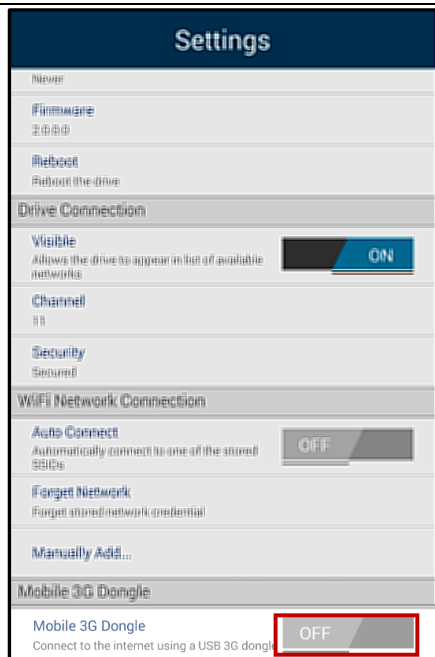 Settings
Never
Firmware
2.0.0.0
Reboot
Reboot the drive
Drive Connection
Visible
Allows the drive to appear in list of available
networks
ON
Channel
11
Security
Secured
WiFi Network Connection
Auto Connect
Automatically connect to one of the stored
SSIDs
OFF
Forget Network
Forget stored network credential
Manually Add...
Mobile 3G Dongle
Mobile 3G Dongle
Connect to the internet using a USB 3G dongle
OFF